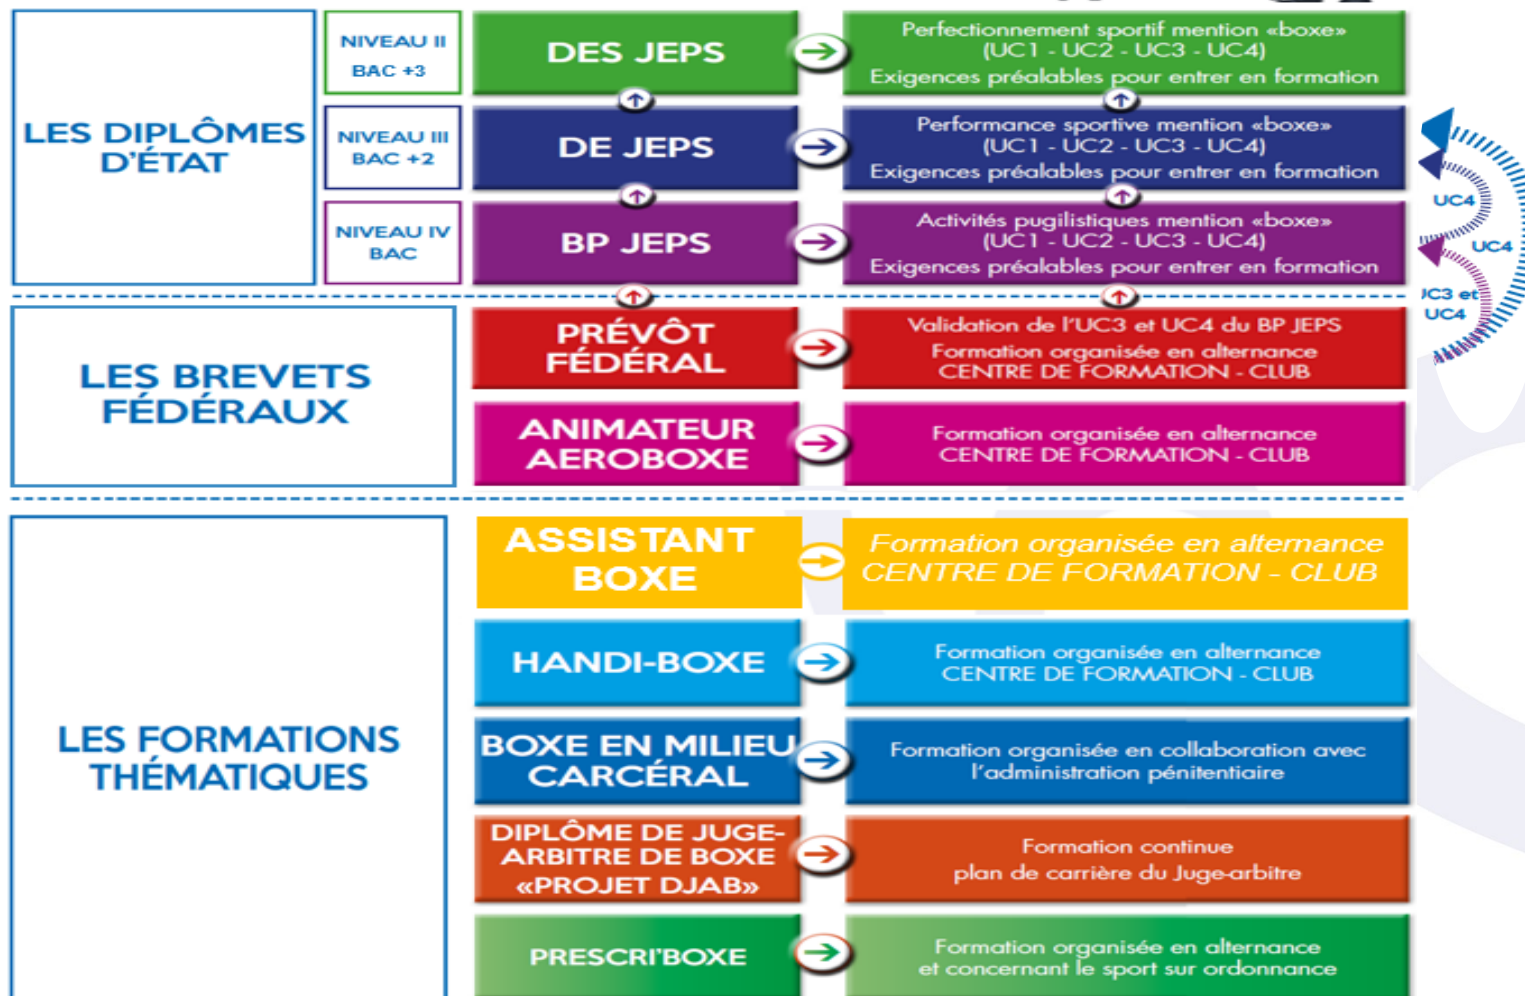 LES DIPLÔMES
D'ÉTAT
NIVEAU II
BAC +3
DES JEPS
Perfectionnement sportif mention «boxe»
(UC1 - UC2 - UC3 - UC4)
Exigences préalables pour entrer en formation
NIVEAU III
BAC +2
DE JEPS
Performance sportive mention «boxe»
(UC1 - UC2 - UC3 - UC4)
Exigences préalables pour entrer en formation
NIVEAU IV
BAC
BP JEPS
Activités pugilistiques mention «boxe»
(UC1 - UC2 - UC3 - UC4)
Exigences préalables pour entrer en formation
UC4
UC4
UC3 et
UC4
LES BREVETS
FÉDÉRAUX
PRÉVÔT
FÉDÉRAL
Validation de l'UC3 et UC4 du BP JEPS
Formation organisée en alternance
CENTRE DE FORMATION - CLUB
ANIMATEUR
AEROBOXE
Formation organisée en alternance
CENTRE DE FORMATION - CLUB
LES FORMATIONS
THÉMATIQUES
ASSISTANT
BOXE
Formation organisée en alternance
CENTRE DE FORMATION - CLUB
HANDI-BOXE
Formation organisée en alternance
CENTRE DE FORMATION - CLUB
BOXE EN MILIEU
CARCÉRAL
Formation organisée en collaboration avec
l'administration pénitentiaire
DIPLÔME DE JUGE-
ARBITRE DE BOXE
«PROJET DJAB»
Formation continue
plan de carrière du Juge-arbitre
PRESCRI'BOXE
Formation organisée en alternance
et concernant le sport sur ordonnance